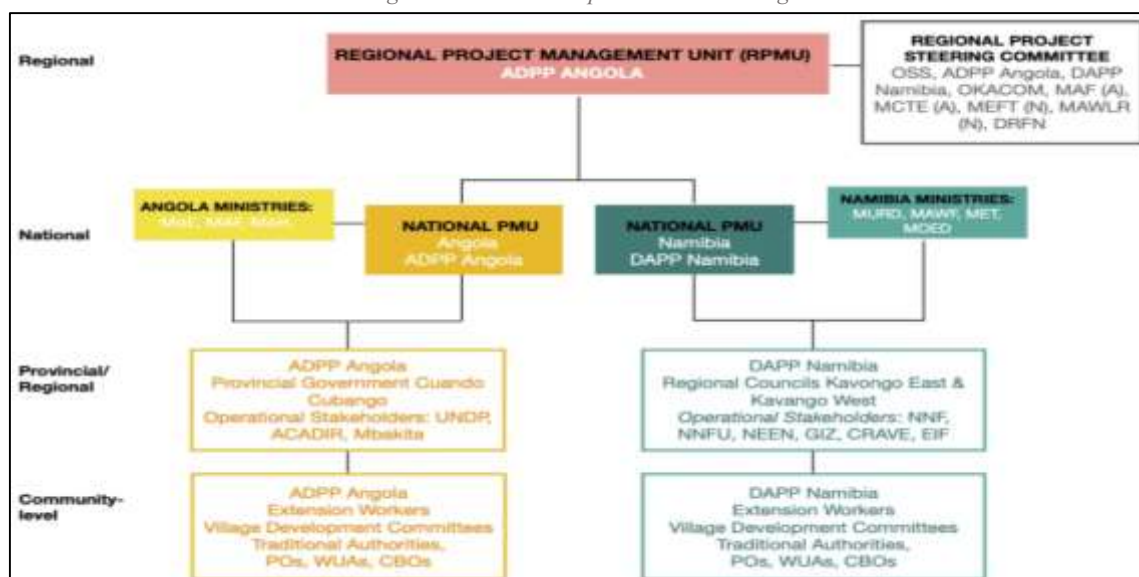 Regional
REGIONAL PROJECT MANAGEMENT UNIT (RPMU)
ADPP ANGOLA
REGIONAL PROJECT
STEERING COMMITTEE
OSS, ADPP Angola, DAPP
Namibia, OKACOM, MAF (A),
MCTE (A), MEFT (N), MAWLR
(N), DRFN
National
ANGOLA MINISTRIES:
NATIONAL PMU
Angola
ADPP Angola
NATIONAL PMU
Namibia
DAPP Namibia
NAMIBIA MINISTRIES:
MURD, MAWF, MET,
MOED
Provincial/
Regional
ADPP Angola
Provincial Government Cuando
Cubango
Operational Stakeholders: UNDP,
ACADIR, Mbakita
DAPP Namibia
Regional Councils Kavongo East &
Kavango West
Operational Stakeholders: NNF,
NNFU, NEEN, GIZ, CRAVE, EIF
Community-
level
ADPP Angola
Extension Workers
Village Development Committees
Traditional Authorities,
POs, WUAs, CBOs
DAPP Namibia
Extension Workers
Village Development Committees
Traditional Authorities,
POs, WUAs, CBOs